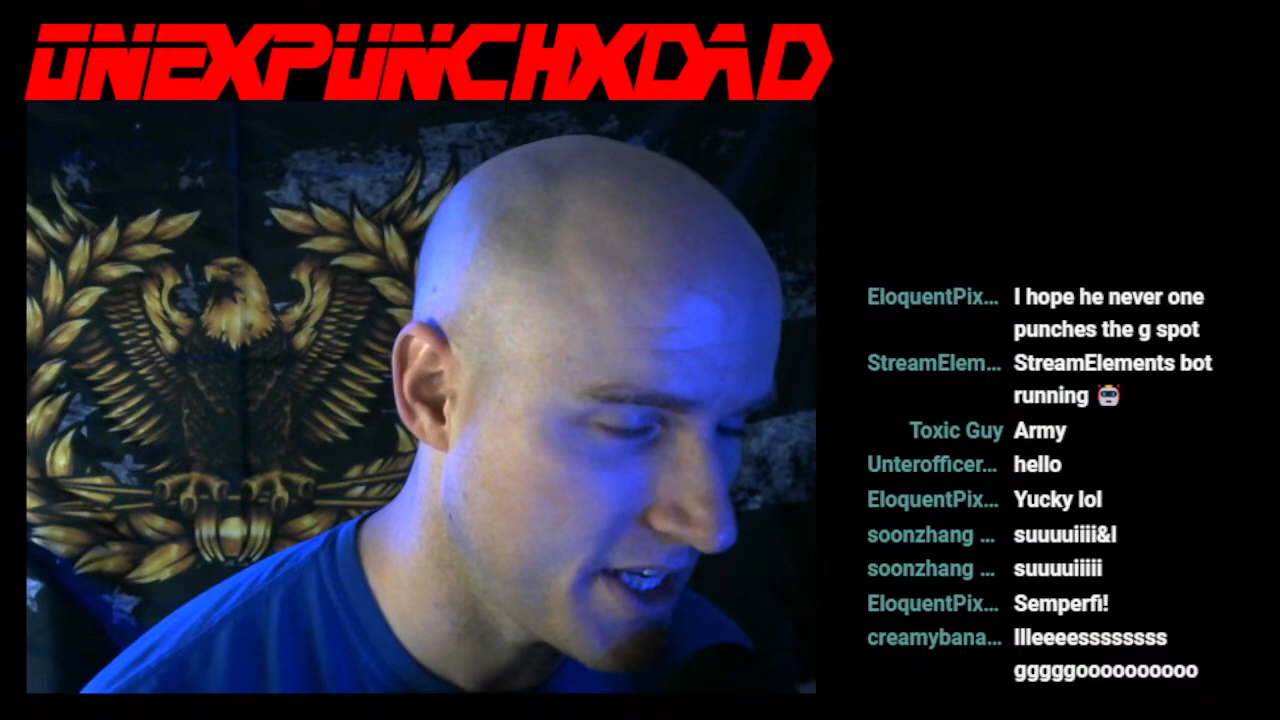 ONEXPUNCHXDAD
EloquentPix... I hope he never one
punches the g spot
StreamElem... StreamElements bot
running 🤖
Toxic Guy Army
Unterofficer... hello
EloquentPix... Yucky lol
soonzhang ... suuuuiiii&l
soonzhang ... suuuuiiiii
EloquentPix... Semperfi!
creamybana... llleeeessssssss
gggggoooooooooo